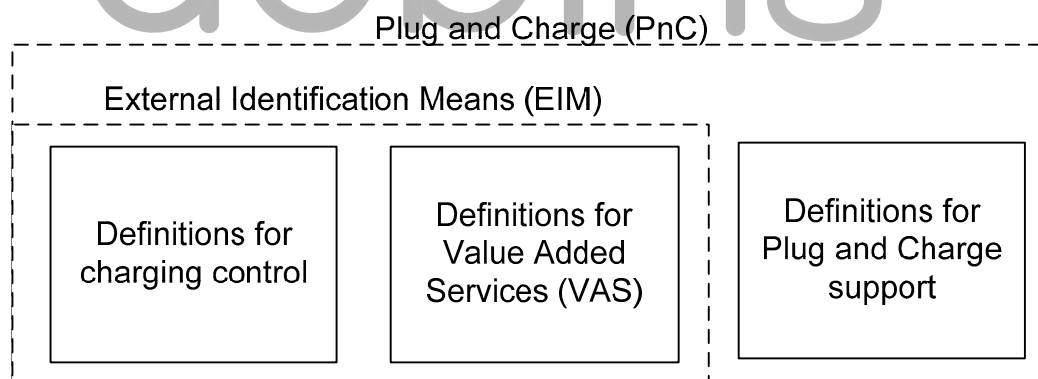 Plug and Charge (PnC)
External Identification Means (EIM)
Definitions for
charging control
Definitions for
Value Added
Services (VAS)
Definitions for
Plug and Charge
support